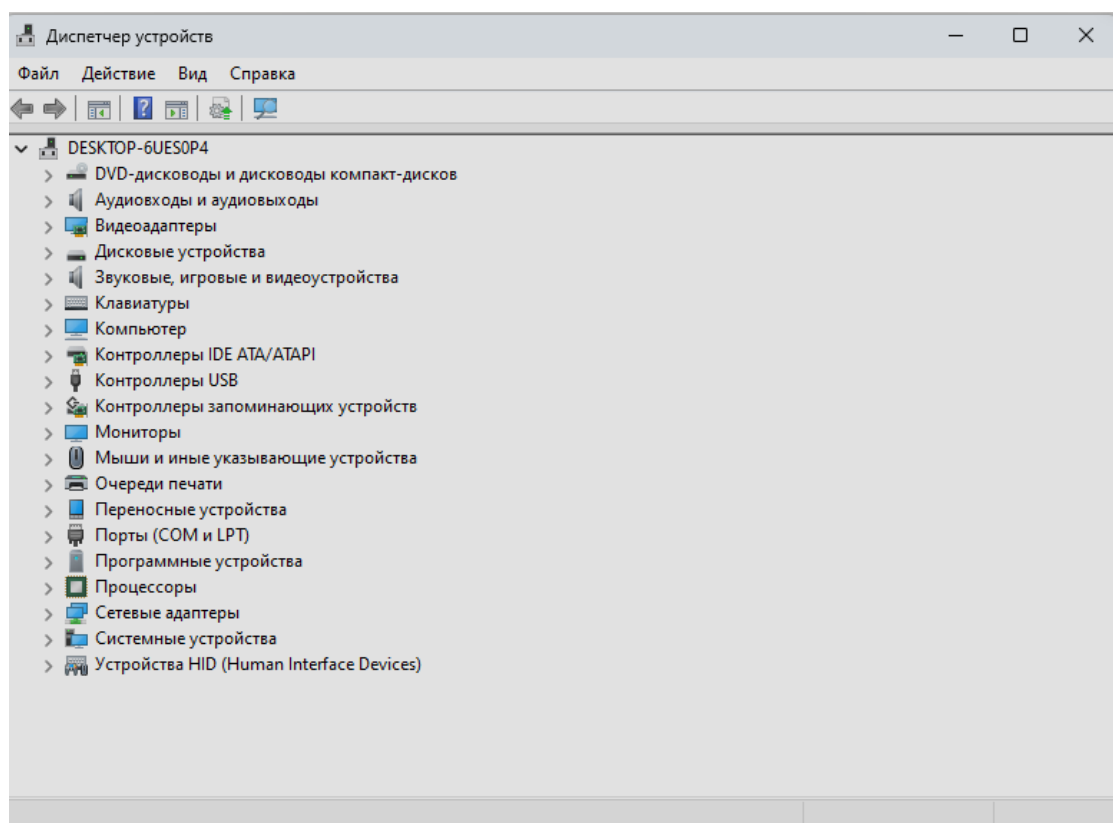 Диспетчер устройств
Файл Действие Вид Справка
DESKTOP-6UES0P4
DVD-дисководы и дисководы компакт-дисков
Аудиовходы и аудиовыходы
Видеоадаптеры
Дисковые устройства
Звуковые, игровые и видеоустройства
Клавиатуры
Компьютер
Контроллеры IDE ATA/ATAPI
Контроллеры USB
Контроллеры запоминающих устройств
Мониторы
Мыши и иные указывающие устройства
Очереди печати
Переносные устройства
Порты (COM и LPT)
Программные устройства
Процессоры
Сетевые адаптеры
Системные устройства
Устройства HID (Human Interface Devices)